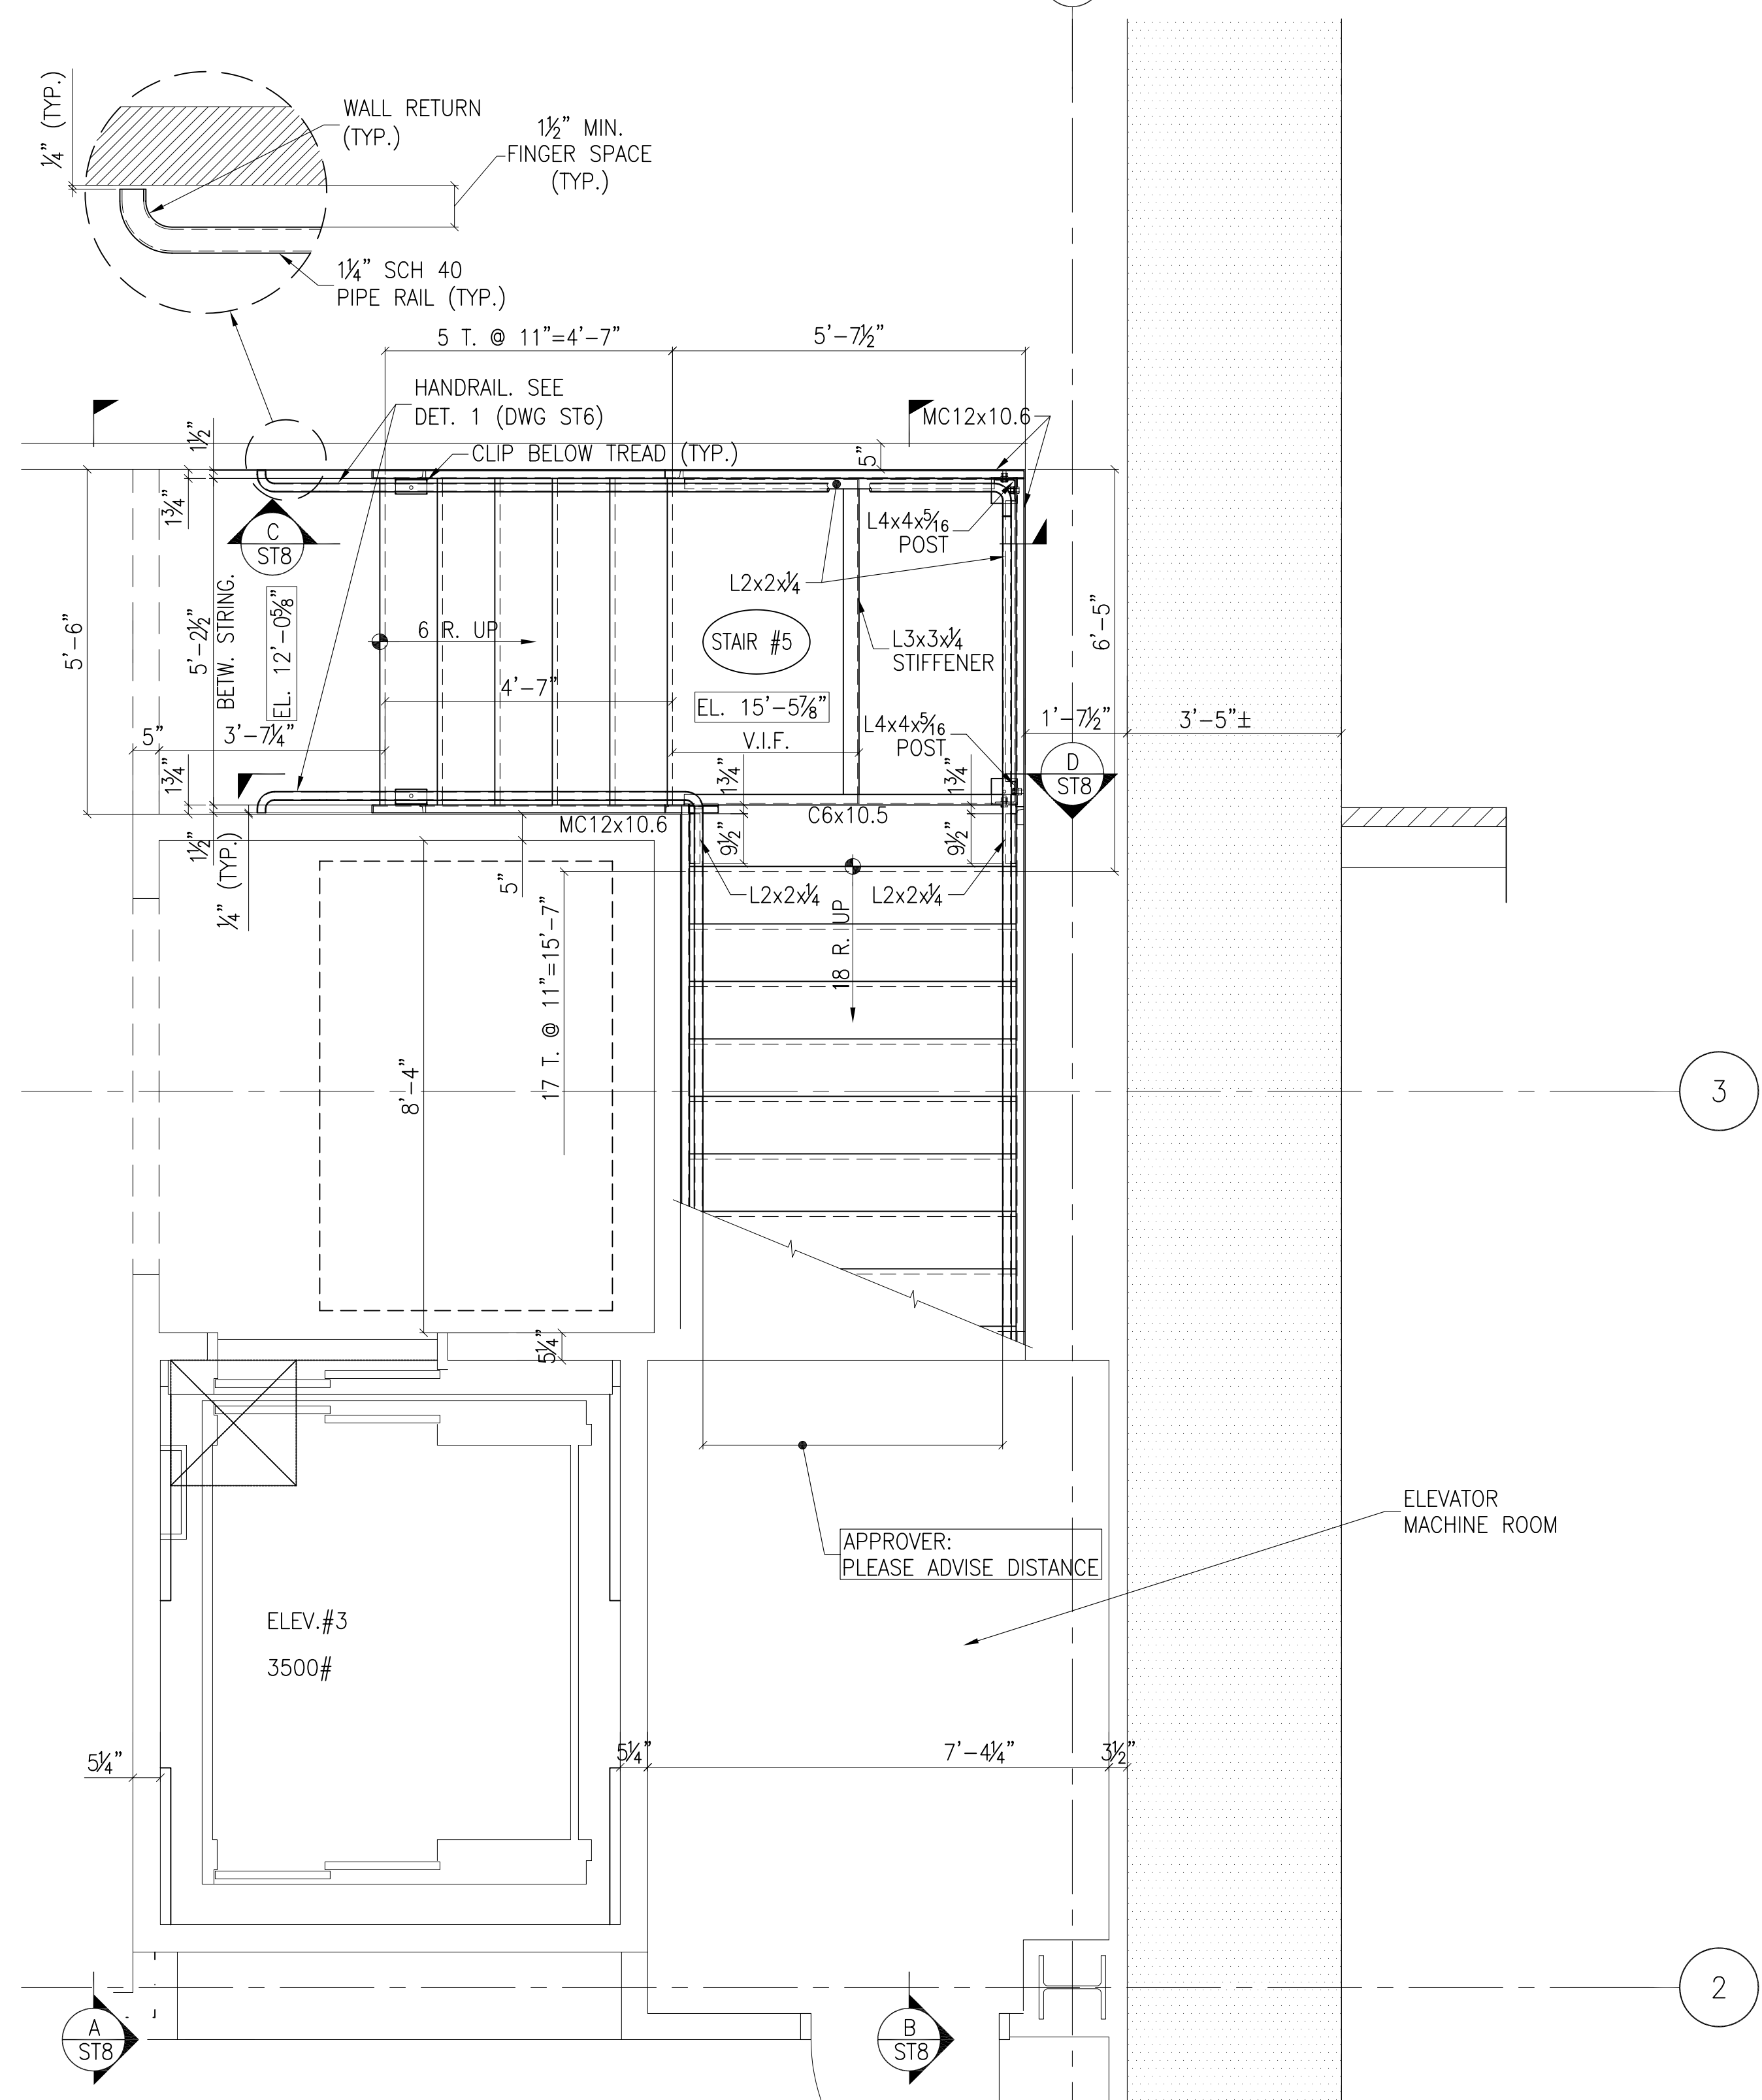 ¼" (TYP.)
WALL RETURN
(TYP.)
1½" MIN.
FINGER SPACE
(TYP.)
1¼" SCH 40
PIPE RAIL (TYP.)
5 T. @ 11"=4'-7"
5'-7½"
HANDRAIL. SEE
DET. 1 (DWG ST6)
MC12x10.6
CLIP BELOW TREAD (TYP.)
1½"
5"
1¾"
C
ST8
L4x4x5⁄16
POST
L2x2x¼
5'-6"
5'-2½"
BETW. STRING.
EL. 12'-0⅝"
6 R. UP
STAIR #5
L3x3x¼
STIFFENER
6'-5"
4'-7"
EL. 15'-5⅞"
V.I.F.
L4x4x5⁄16
POST
1'-7½"
3'-5"±
5"
3'-7¼"
D
ST8
1¾"
1¾"
1¾"
MC12x10.6
C6x10.5
1½"
¼" (TYP.)
9½"
9½"
5"
L2x2x¼
L2x2x¼
18 R. UP
17 T. @ 11"=15'-7"
8'-4"
3
5¼"
APPROVER:
PLEASE ADVISE DISTANCE
ELEVATOR
MACHINE ROOM
ELEV.#3
3500#
5¼"
5¼"
7'-4¼"
3½"
2
A
ST8
B
ST8